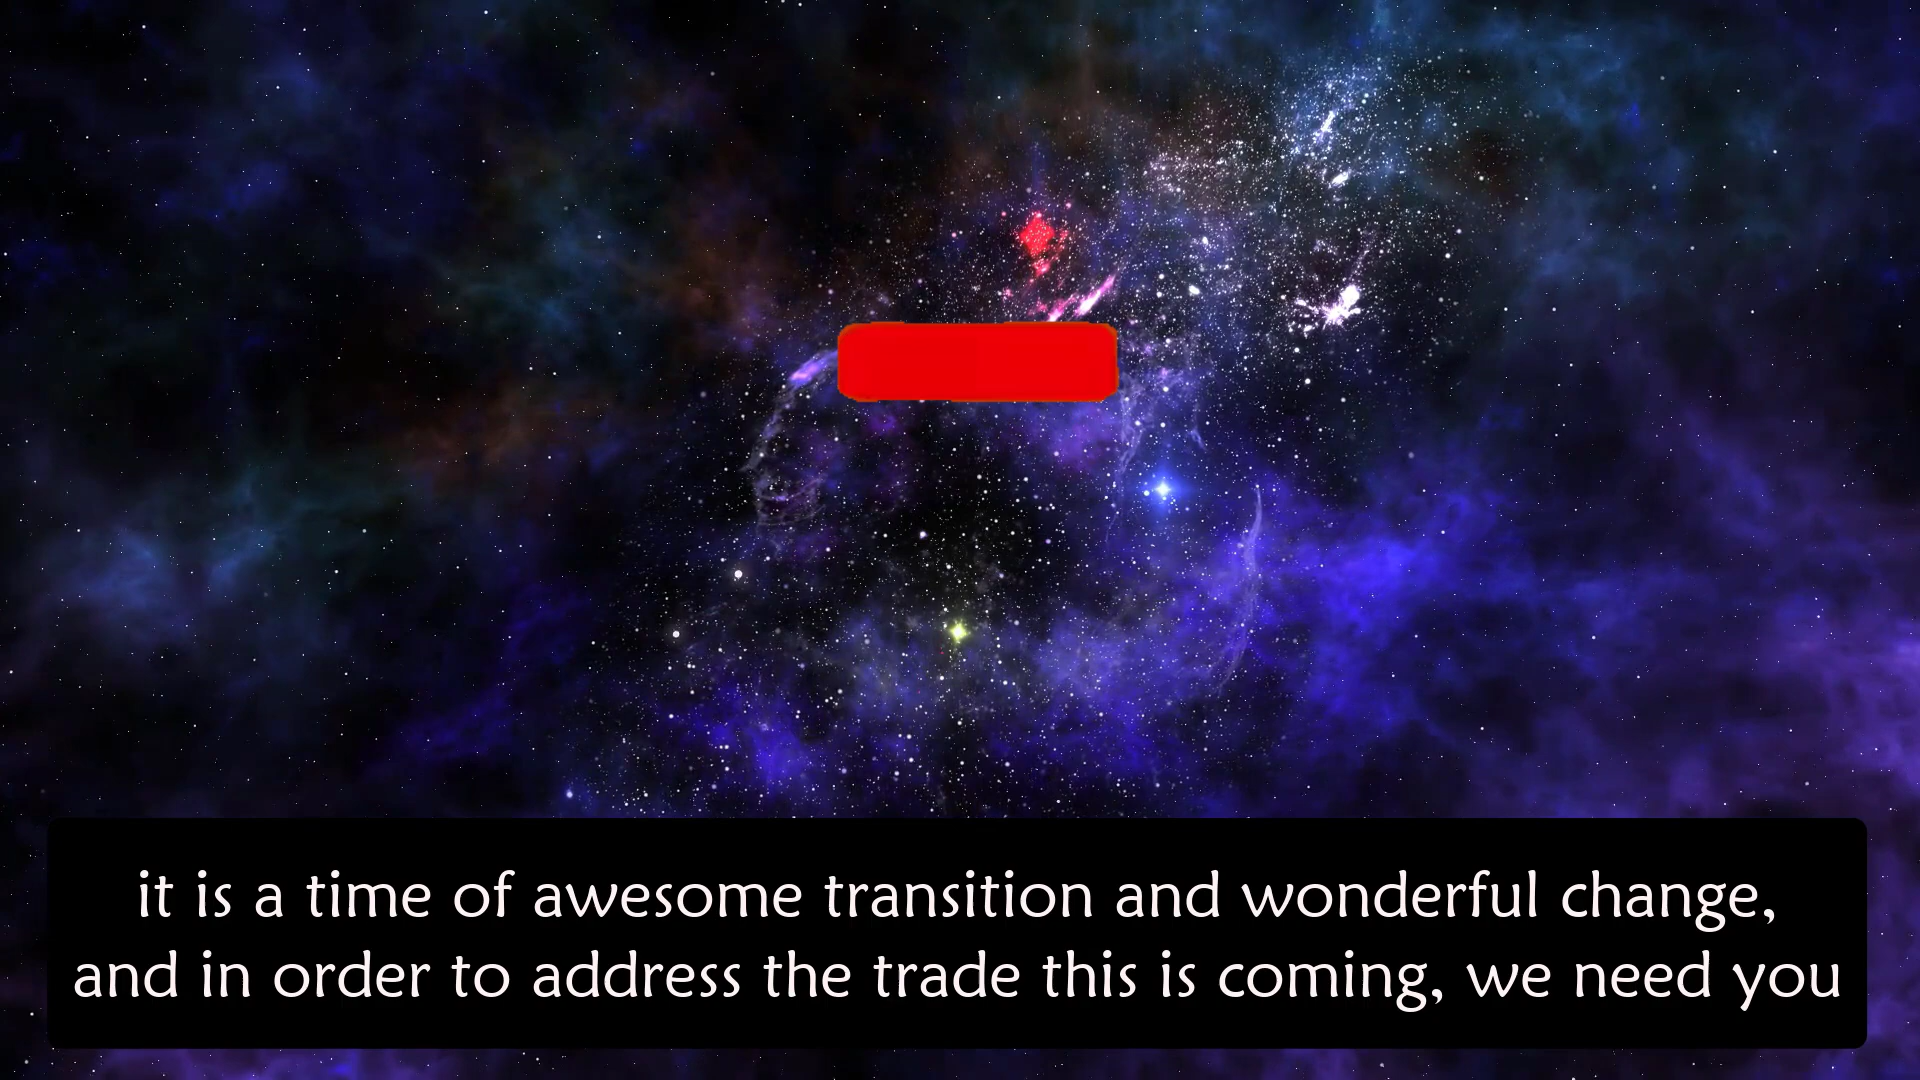 it is a time of awesome transition and wonderful change,
and in order to address the trade this is coming, we need you